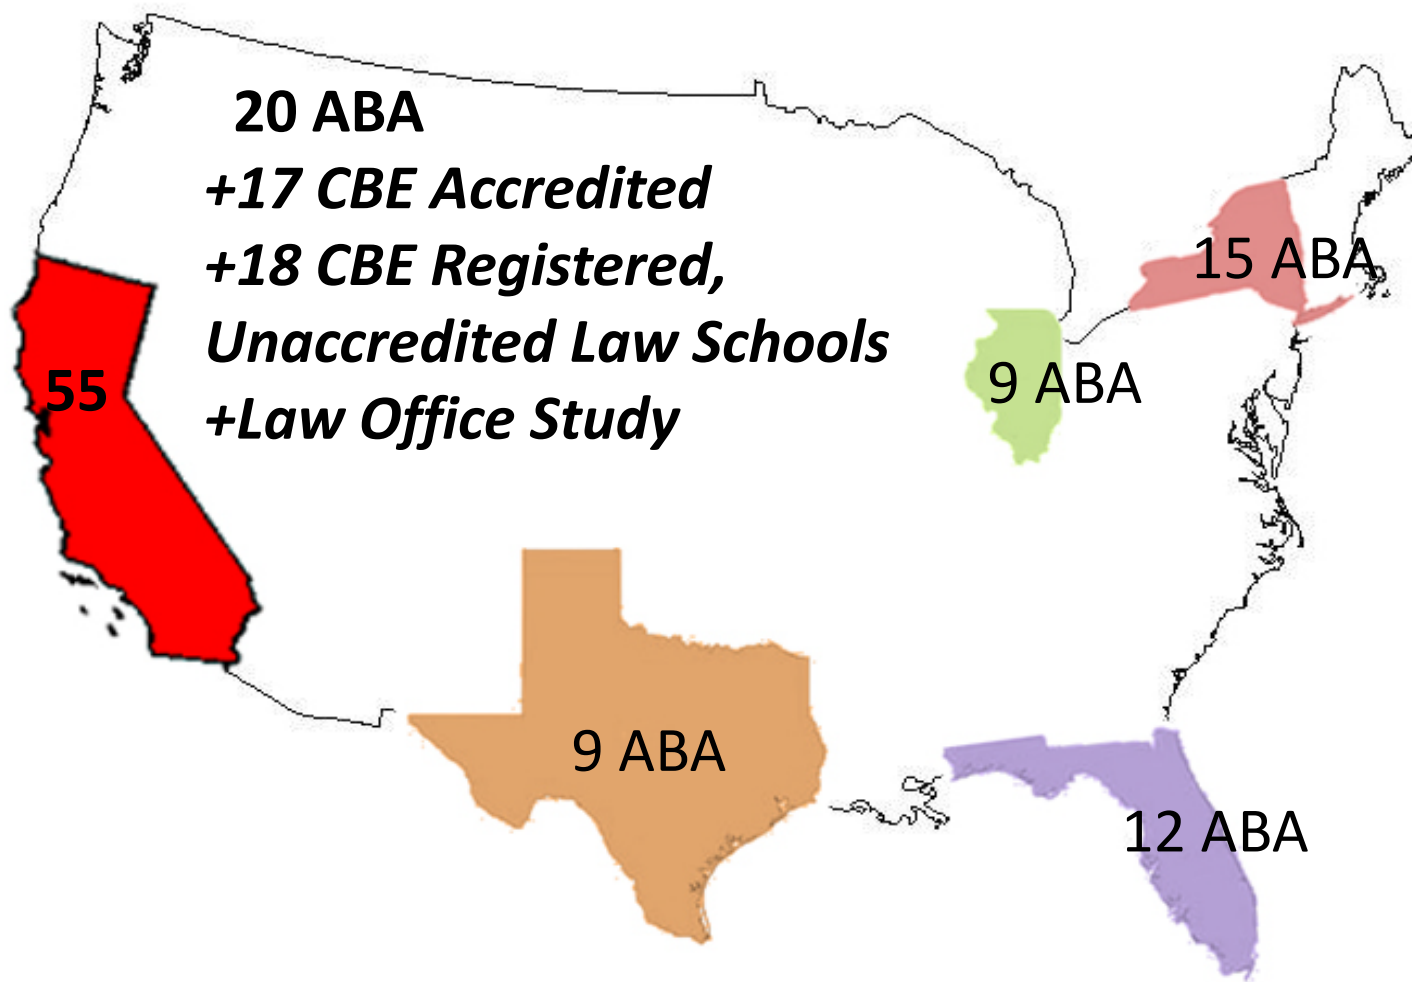 20 ABA
+17 CBE Accredited
+18 CBE Registered,
Unaccredited Law Schools
+Law Office Study
55
15 ABA
9 ABA
9 ABA
12 ABA